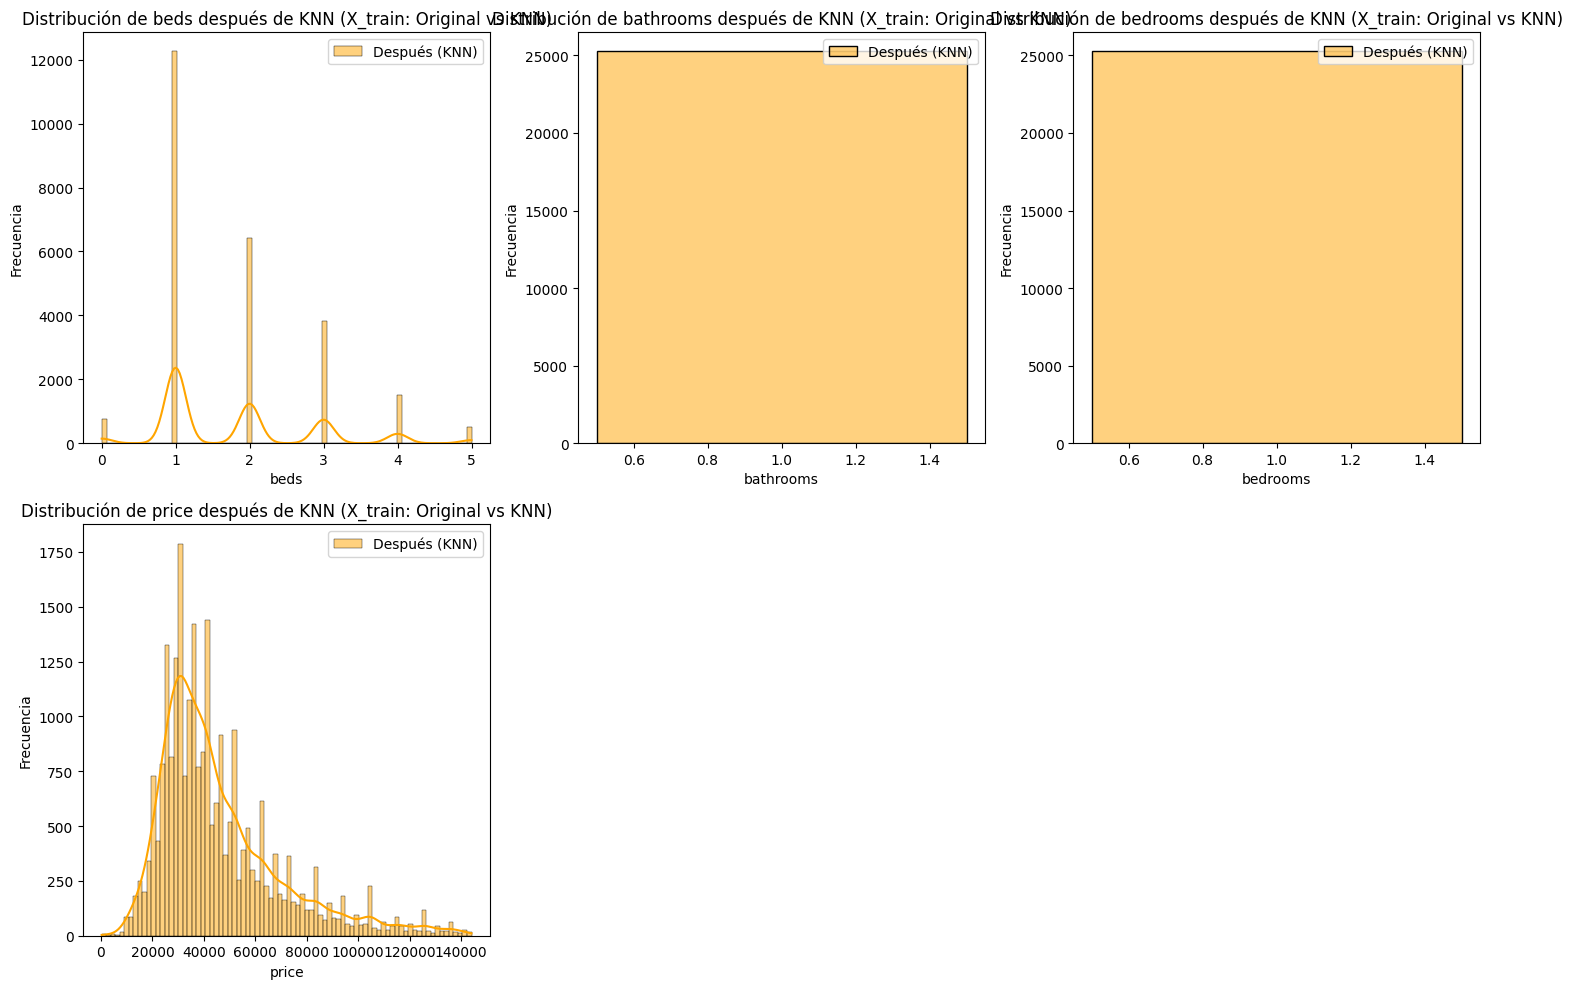 Distribución de beds después de KNN (X_train: Original vs KNN)
Distribución de bathrooms después de KNN (X_train: Original vs KNN)
Distribución de bedrooms después de KNN (X_train: Original vs KNN)
Después (KNN)
Frecuencia
12000
10000
8000
6000
4000
2000
0
0 1 2 3 4 5
beds
Después (KNN)
Frecuencia
25000
20000
15000
10000
5000
0
0.6 0.8 1.0 1.2 1.4
bathrooms
Después (KNN)
Frecuencia
25000
20000
15000
10000
5000
0
0.6 0.8 1.0 1.2 1.4
bedrooms
Distribución de price después de KNN (X_train: Original vs KNN)
Después (KNN)
Frecuencia
1750
1500
1250
1000
750
500
250
0
0 20000 40000 60000 80000 100000 120000 140000
price